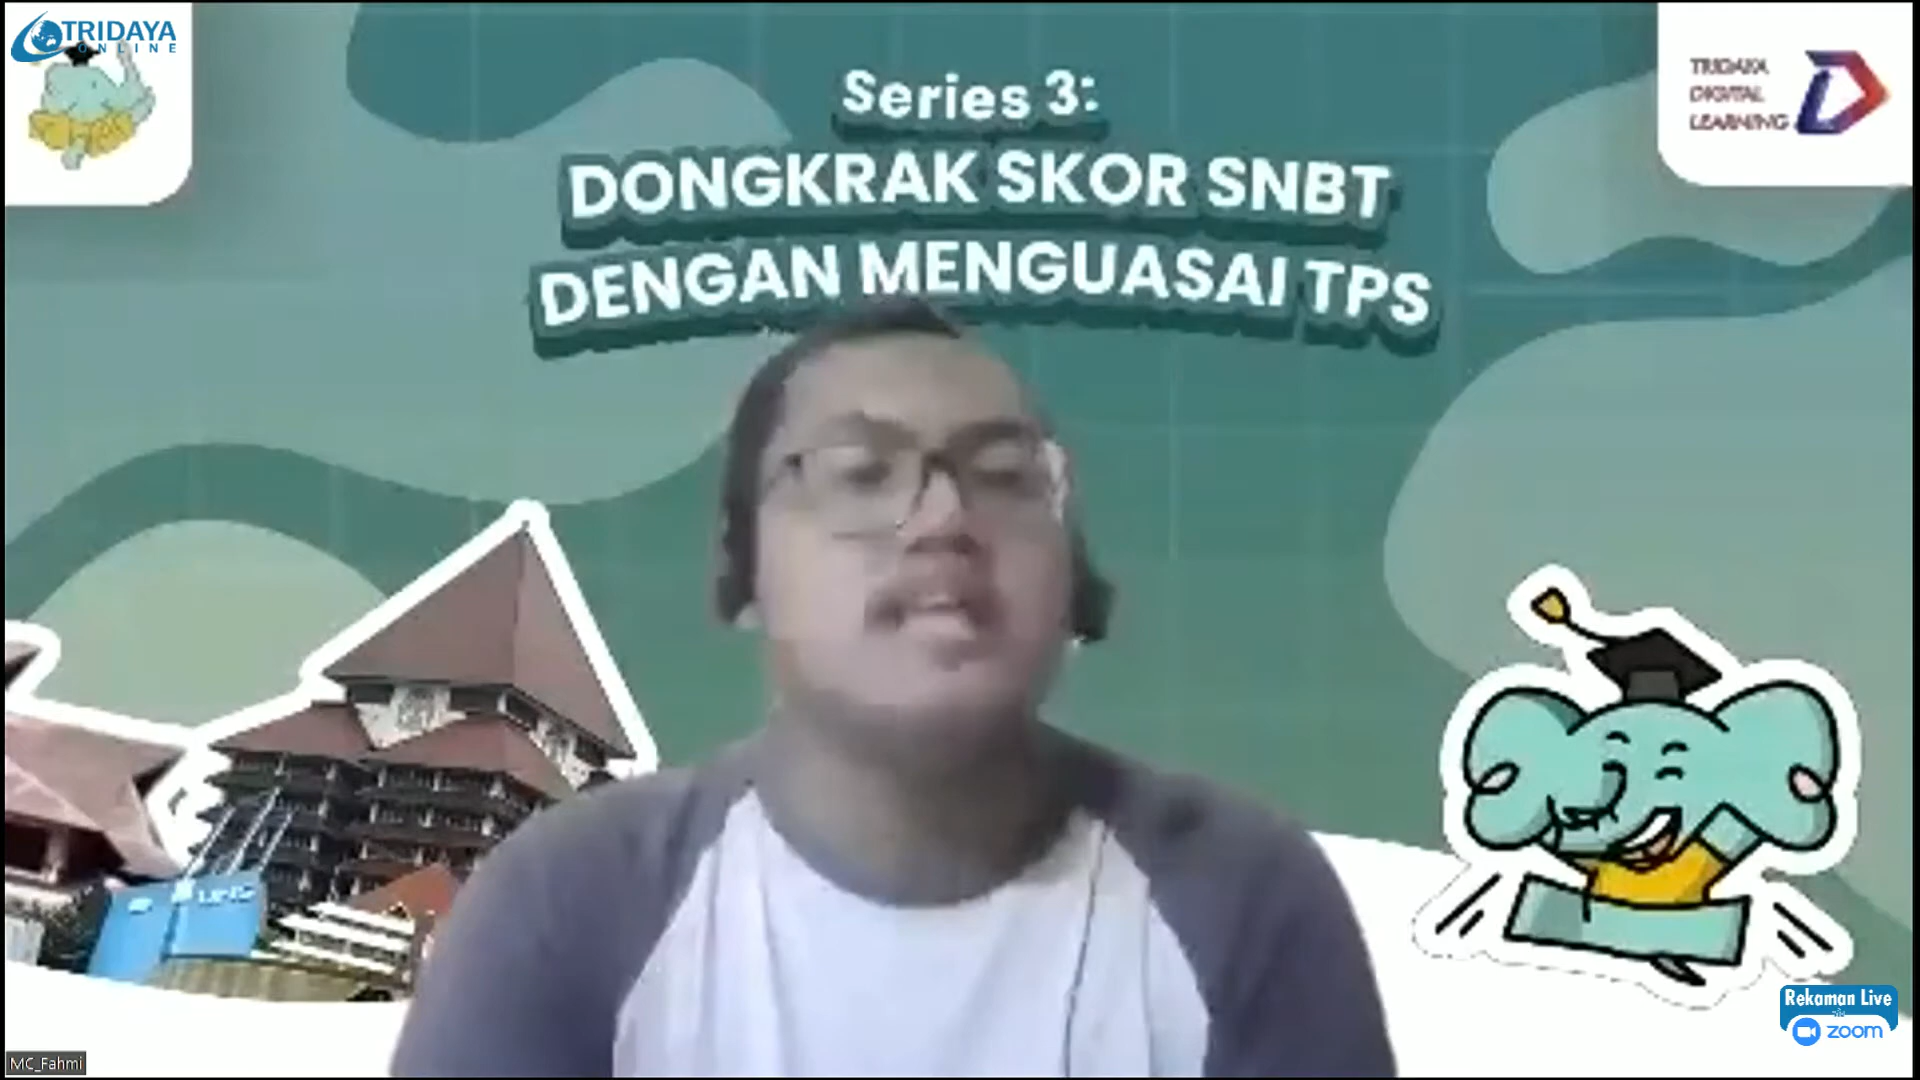 TRIDAYA
ONLINE
TRIDAYA
DIGITAL
LEARNING
Series 3:
DONGKRAK SKOR SNBT
DENGAN MENGUASAI TPS
Rekaman Live
zoom
MC_Fahmi